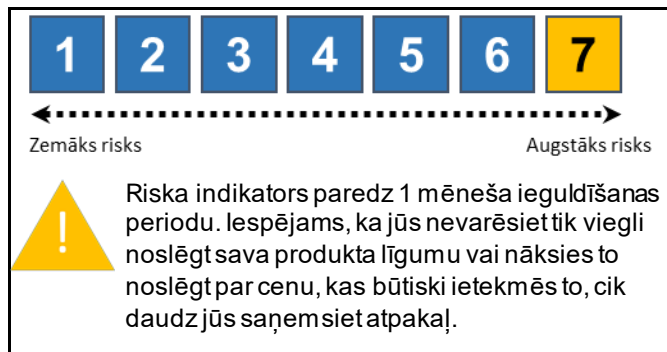 1 2 3 4 5 6 7
Zemāks risks Augstāks risks
!
Riska indikators paredz 1 mēneša ieguldīšanas
periodu. Iespējams, ka jūs nevarēsiet tik viegli
noslēgt sava produkta līgumu vai nāksies to
noslēgt par cenu, kas būtiski ietekmēs to, cik
daudz jūs saņemsiet atpakaļ.